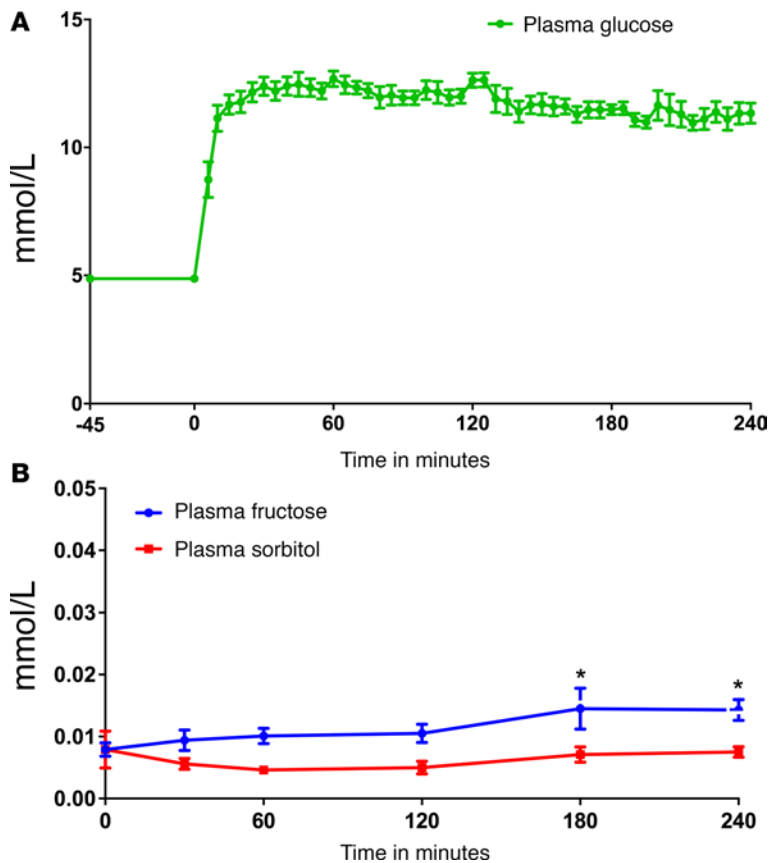 A
Plasma glucose
mmol/L
15
10
5
0
-45 0 60 120 180 240
Time in minutes
B
Plasma fructose
Plasma sorbitol
mmol/L
0.05
0.04
0.03
0.02
0.01
0.00
* *
0 60 120 180 240
Time in minutes